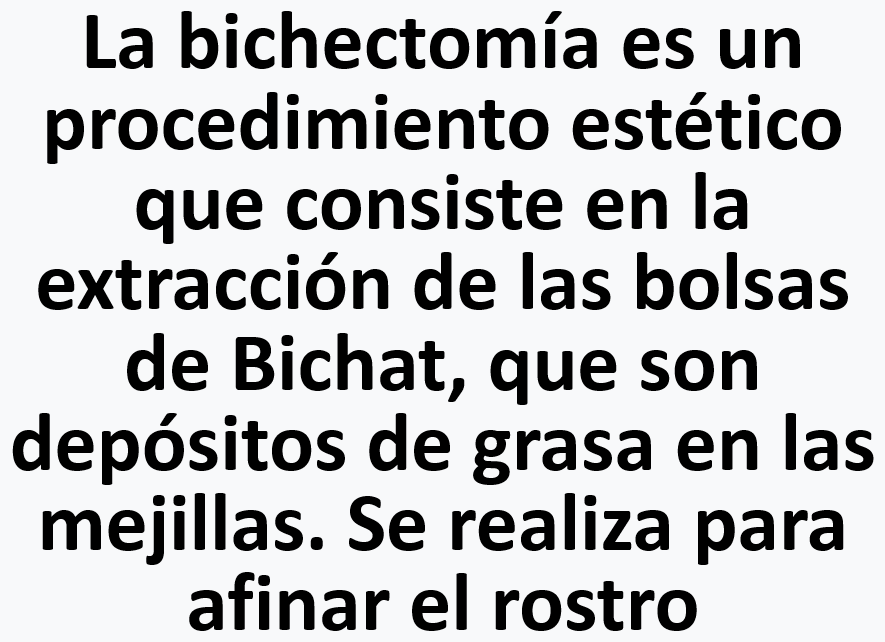 La bichectomía es un
procedimiento estético
que consiste en la
extracción de las bolsas
de Bichat, que son
depósitos de grasa en las
mejillas. Se realiza para
afinar el rostro